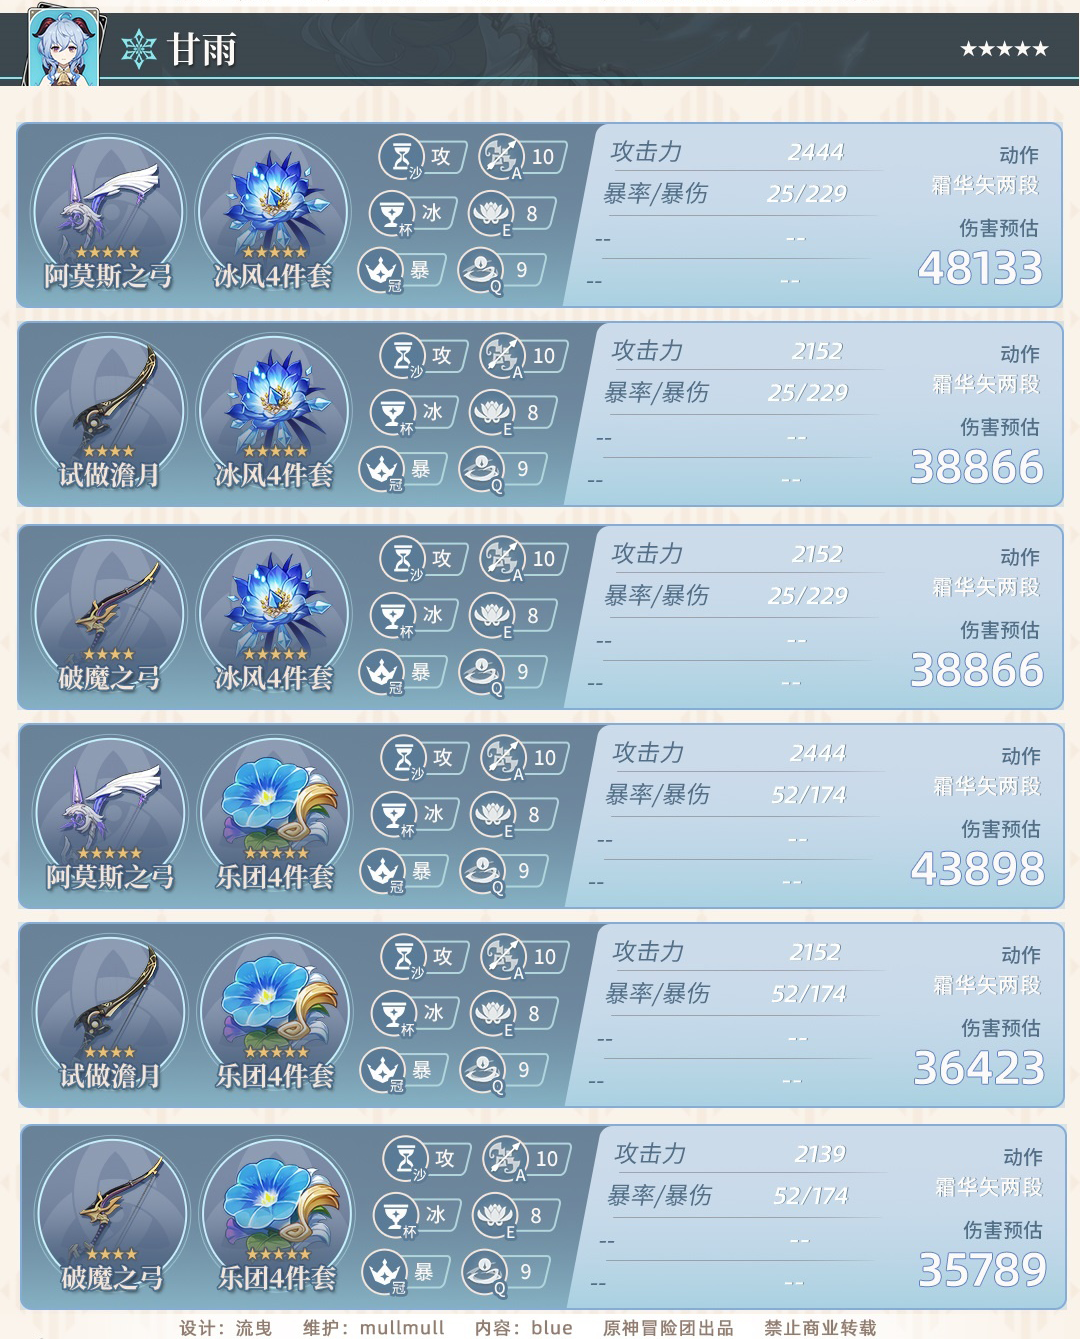 甘雨
阿莫斯之弓
冰风4件套
沙 攻 A 10
杯 冰 E 8
冠 暴 Q 9
攻击力 2444
暴率/暴伤 25/229
-- --
-- --
动作
霜华矢两段
伤害预估
48133
试做澹月
冰风4件套
沙 攻 A 10
杯 冰 E 8
冠 暴 Q 9
攻击力 2152
暴率/暴伤 25/229
-- --
-- --
动作
霜华矢两段
伤害预估
38866
破魔之弓
冰风4件套
沙 攻 A 10
杯 冰 E 8
冠 暴 Q 9
攻击力 2152
暴率/暴伤 25/229
-- --
-- --
动作
霜华矢两段
伤害预估
38866
阿莫斯之弓
乐团4件套
沙 攻 A 10
杯 冰 E 8
冠 暴 Q 9
攻击力 2444
暴率/暴伤 52/174
-- --
-- --
动作
霜华矢两段
伤害预估
43898
试做澹月
乐团4件套
沙 攻 A 10
杯 冰 E 8
冠 暴 Q 9
攻击力 2152
暴率/暴伤 52/174
-- --
-- --
动作
霜华矢两段
伤害预估
36423
破魔之弓
乐团4件套
沙 攻 A 10
杯 冰 E 8
冠 暴 Q 9
攻击力 2139
暴率/暴伤 52/174
-- --
-- --
动作
霜华矢两段
伤害预估
35789
设计：流曳 维护：mullmull 内容：blue 原神冒险团出品 禁止商业转载